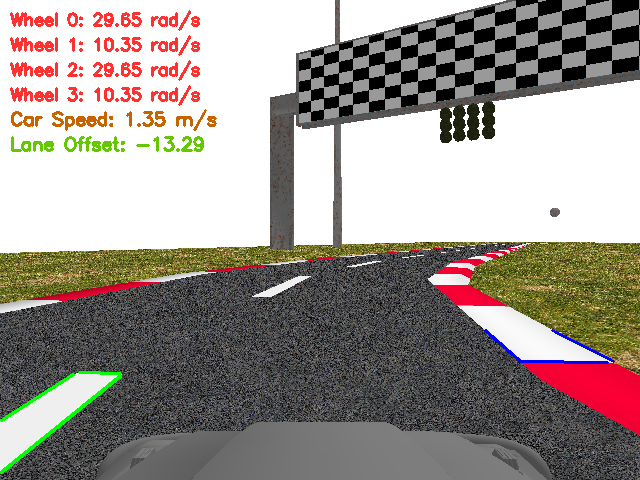 Wheel 0: 29.65 rad/s
Wheel 1: 10.35 rad/s
Wheel 2: 29.65 rad/s
Wheel 3: 10.35 rad/s
Car Speed: 1.35 m/s
Lane Offset: -13.29